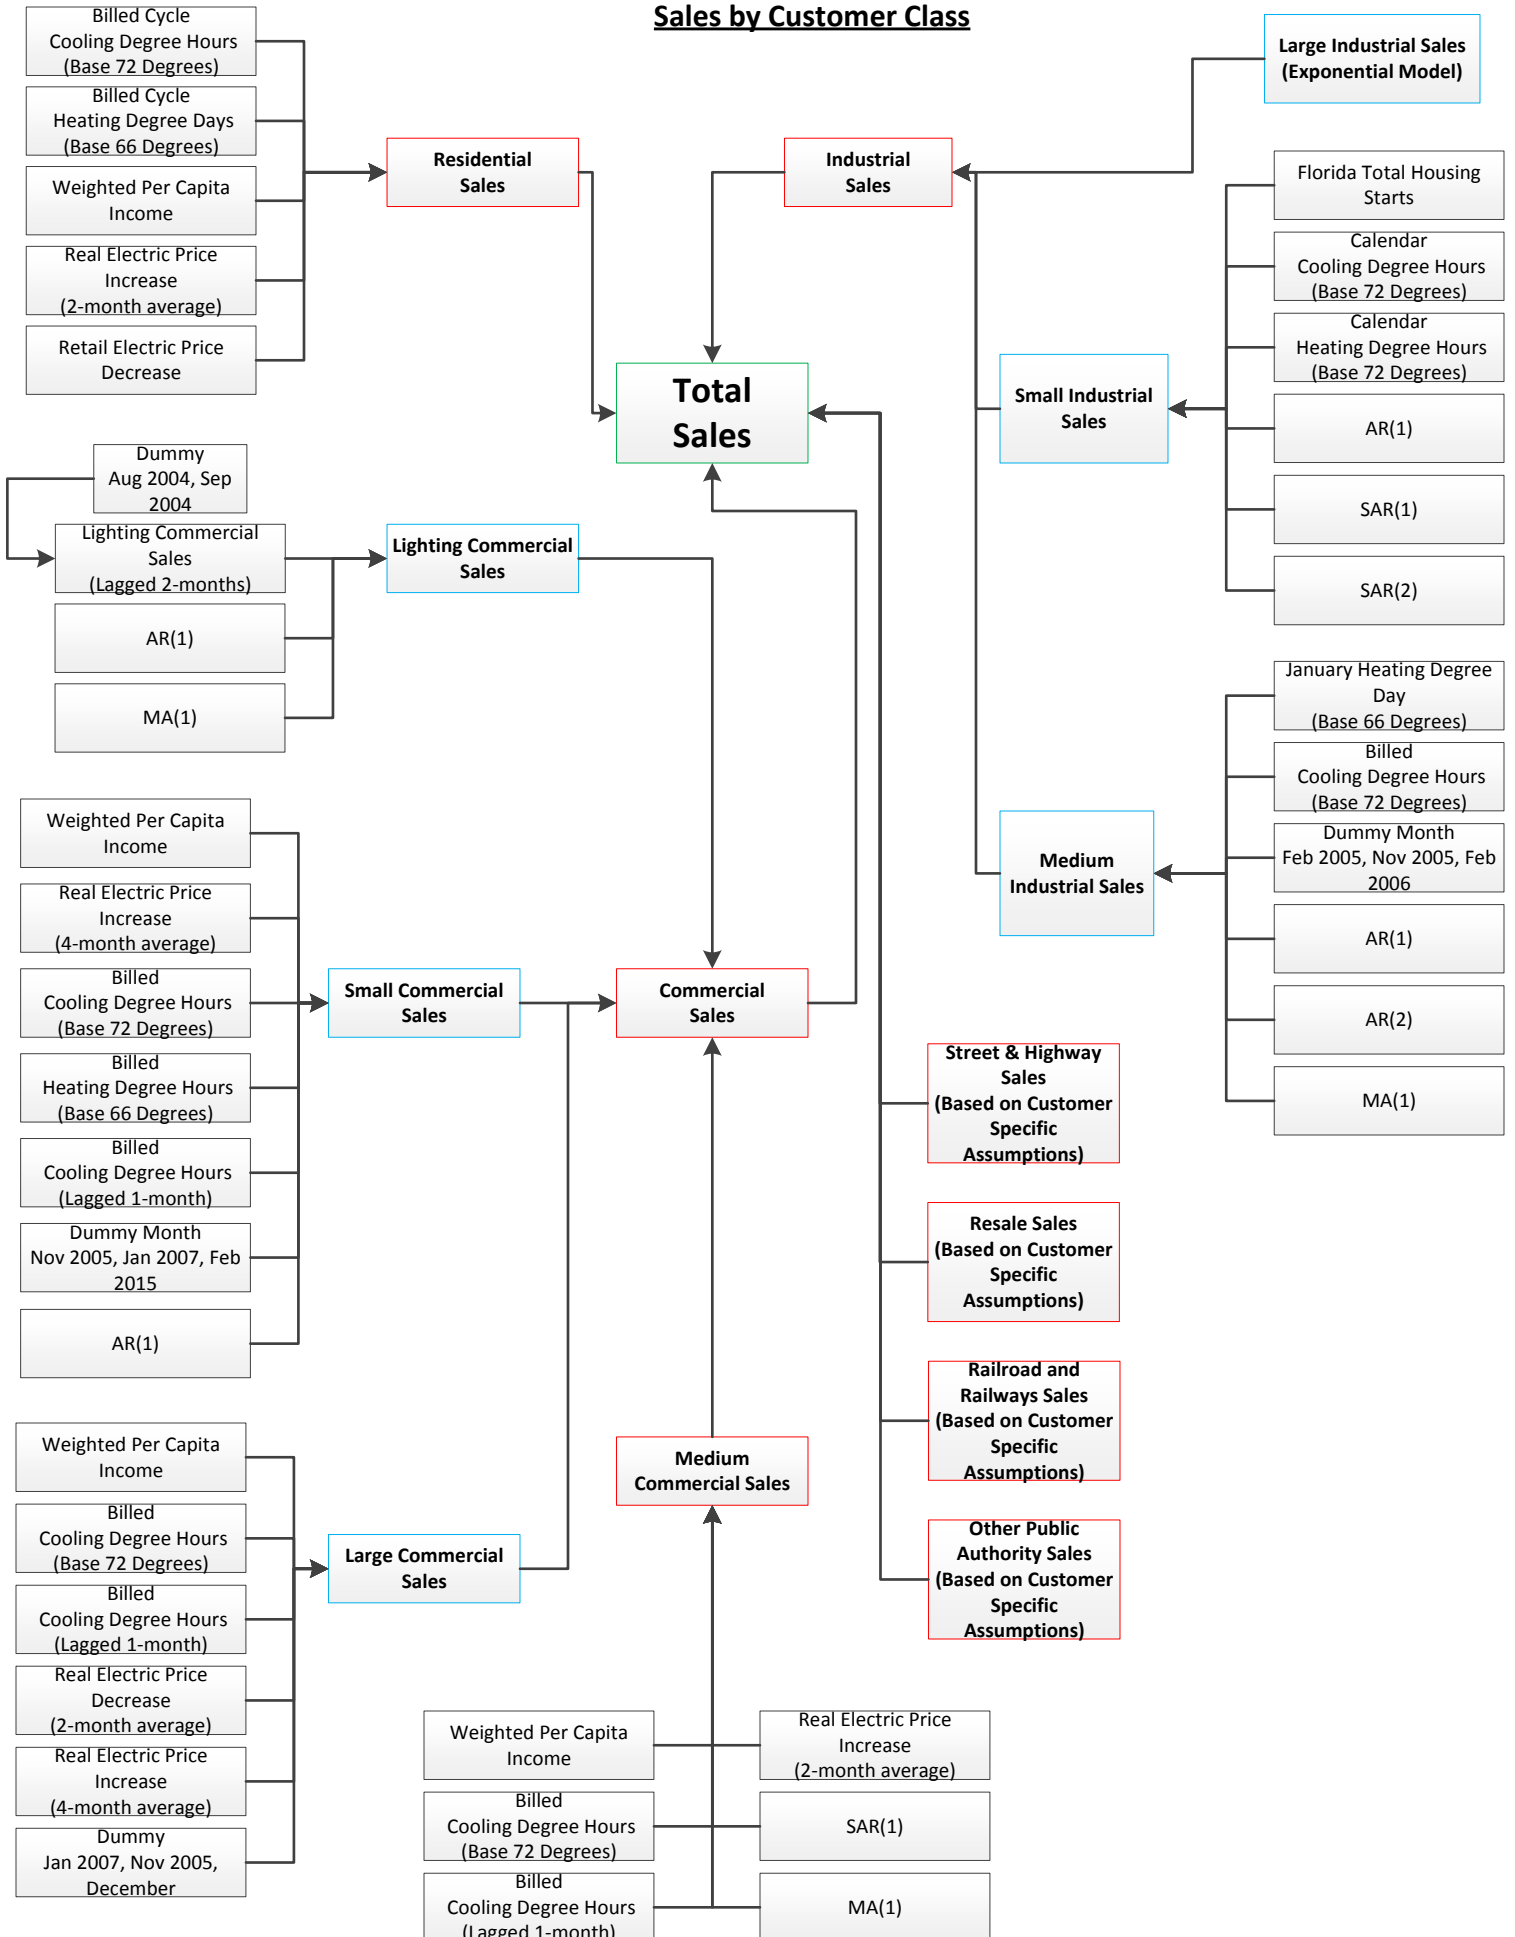 Sales by Customer Class
Billed Cycle
Cooling Degree Hours
(Base 72 Degrees)
Billed Cycle
Heating Degree Days
(Base 66 Degrees)
Weighted Per Capita
Income
Real Electric Price
Increase
(2-month average)
Retail Electric Price
Decrease
Residential
Sales
Industrial
Sales
Large Industrial Sales
(Exponential Model)
Florida Total Housing
Starts
Calendar
Cooling Degree Hours
(Base 72 Degrees)
Calendar
Heating Degree Hours
(Base 72 Degrees)
AR(1)
SAR(1)
SAR(2)
Small Industrial
Sales
Total
Sales
Dummy
Aug 2004, Sep
2004
Lighting Commercial
Sales
(Lagged 2-months)
AR(1)
MA(1)
Lighting Commercial
Sales
January Heating Degree
Day
(Base 66 Degrees)
Billed
Cooling Degree Hours
(Base 72 Degrees)
Dummy Month
Feb 2005, Nov 2005, Feb
2006
AR(1)
AR(2)
MA(1)
Medium
Industrial Sales
Weighted Per Capita
Income
Real Electric Price
Increase
(4-month average)
Billed
Cooling Degree Hours
(Base 72 Degrees)
Billed
Heating Degree Hours
(Base 66 Degrees)
Billed
Cooling Degree Hours
(Lagged 1-month)
Dummy Month
Nov 2005, Jan 2007, Feb
2015
AR(1)
Small Commercial
Sales
Commercial
Sales
Street & Highway
Sales
(Based on Customer
Specific
Assumptions)
Resale Sales
(Based on Customer
Specific
Assumptions)
Railroad and
Railways Sales
(Based on Customer
Specific
Assumptions)
Other Public
Authority Sales
(Based on Customer
Specific
Assumptions)
Weighted Per Capita
Income
Billed
Cooling Degree Hours
(Base 72 Degrees)
Billed
Cooling Degree Hours
(Lagged 1-month)
Real Electric Price
Decrease
(2-month average)
Real Electric Price
Increase
(4-month average)
Dummy
Jan 2007, Nov 2005,
December
Large Commercial
Sales
Medium
Commercial Sales
Weighted Per Capita
Income
Billed
Cooling Degree Hours
(Base 72 Degrees)
Billed
Cooling Degree Hours
(Lagged 1-month)
Real Electric Price
Increase
(2-month average)
SAR(1)
MA(1)